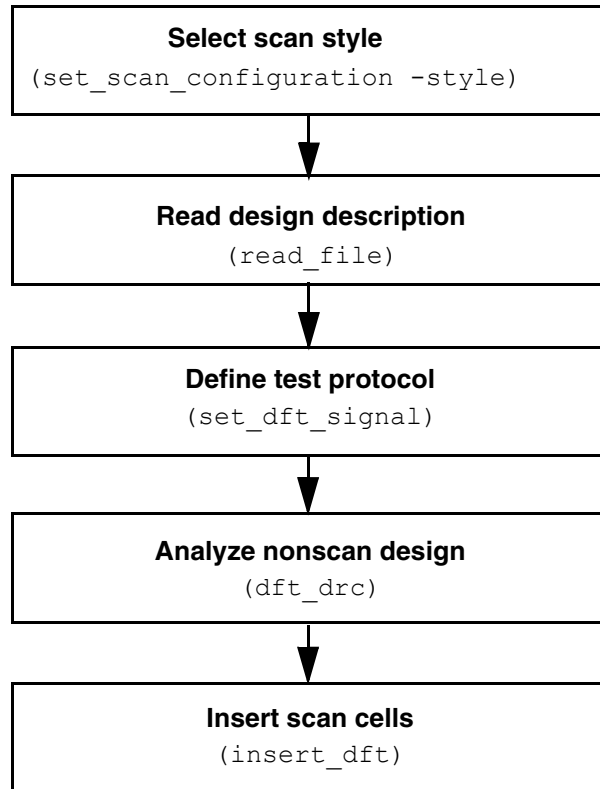 Select scan style
(set_scan_configuration -style)
Read design description
(read_file)
Define test protocol
(set_dft_signal)
Analyze nonscan design
(dft_drc)
Insert scan cells
(insert_dft)